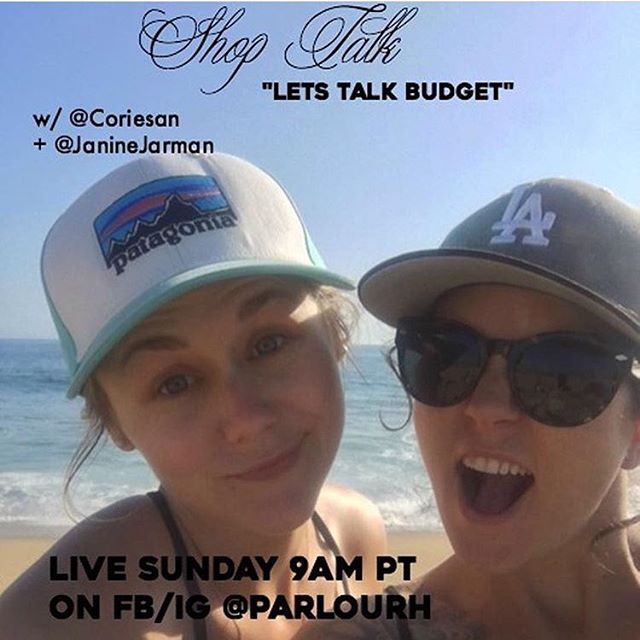 Shop Talk
"LETS TALK BUDGET"
w/ @Coriesan
+ @JanineJarman
patagonia
LA
LIVE SUNDAY 9AM PT
ON FB/IG @PARLOURH